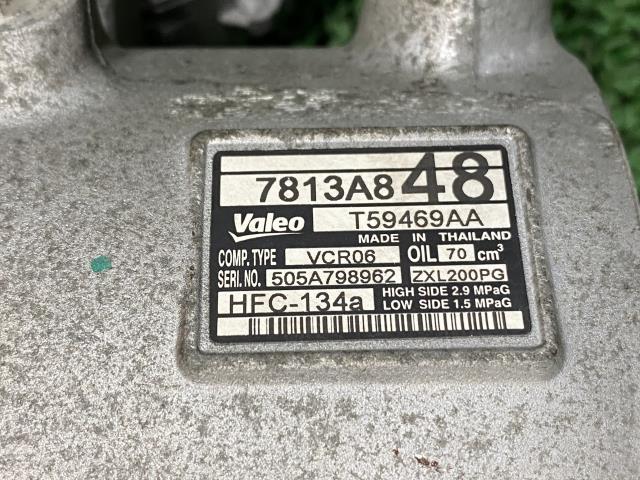 7813A848
Valeo T59469AA
MADE IN THAILAND
COMP. TYPE VCR06 OIL 70 cm³
SERI. NO. 505A798962 ZXL200PG
HFC-134a HIGH SIDE 2.9 MPaG
LOW SIDE 1.5 MPaG